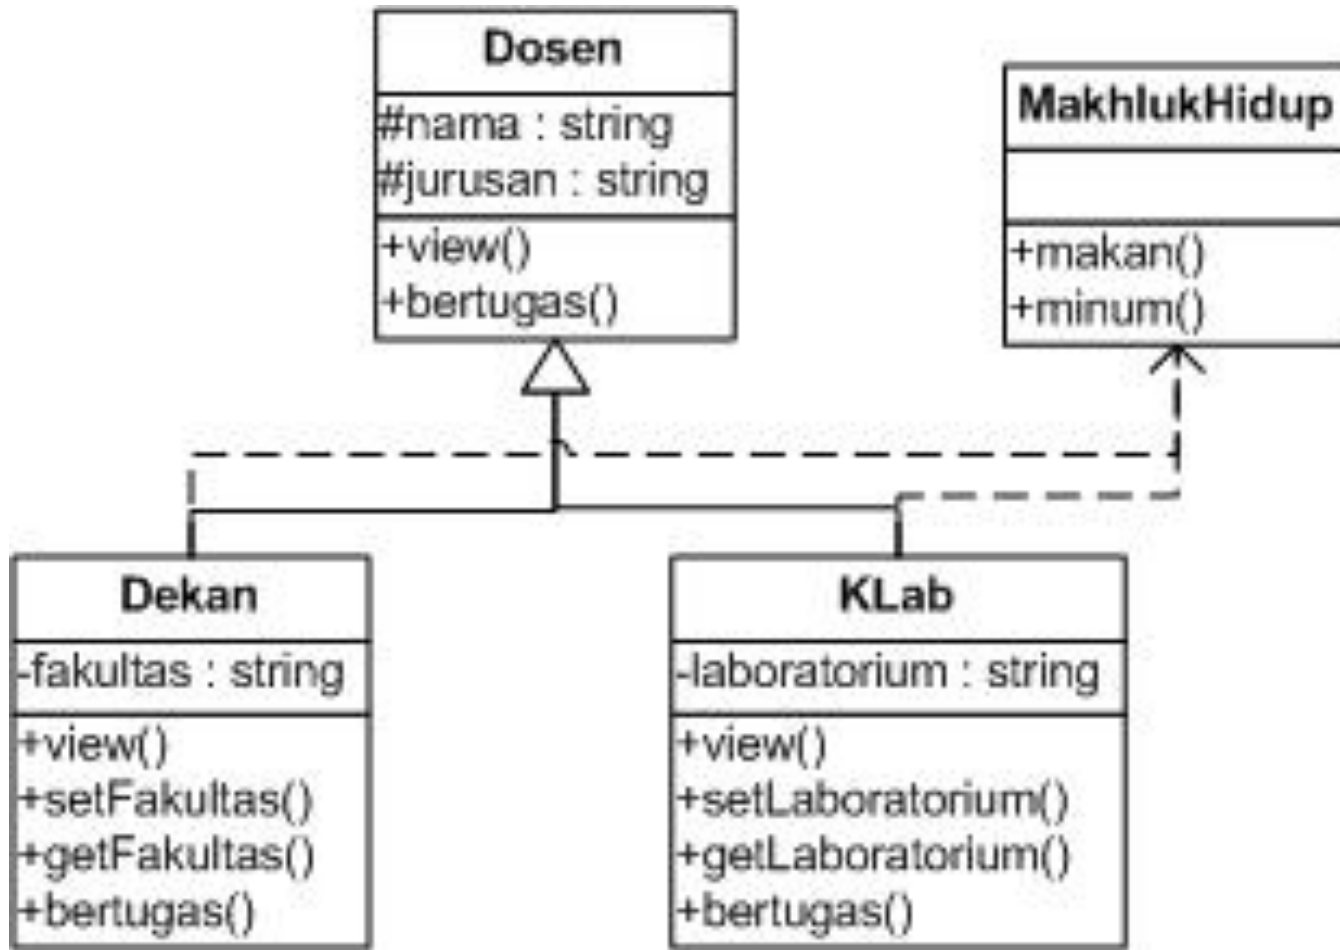 Dosen
#nama : string
#jurusan : string
+view()
+bertugas()
MakhlukHidup
+makan()
+minum()
Dekan
-fakultas : string
+view()
+setFakultas()
+getFakultas()
+bertugas()
KLab
-laboratorium : string
+view()
+setLaboratorium()
+getLaboratorium()
+bertugas()